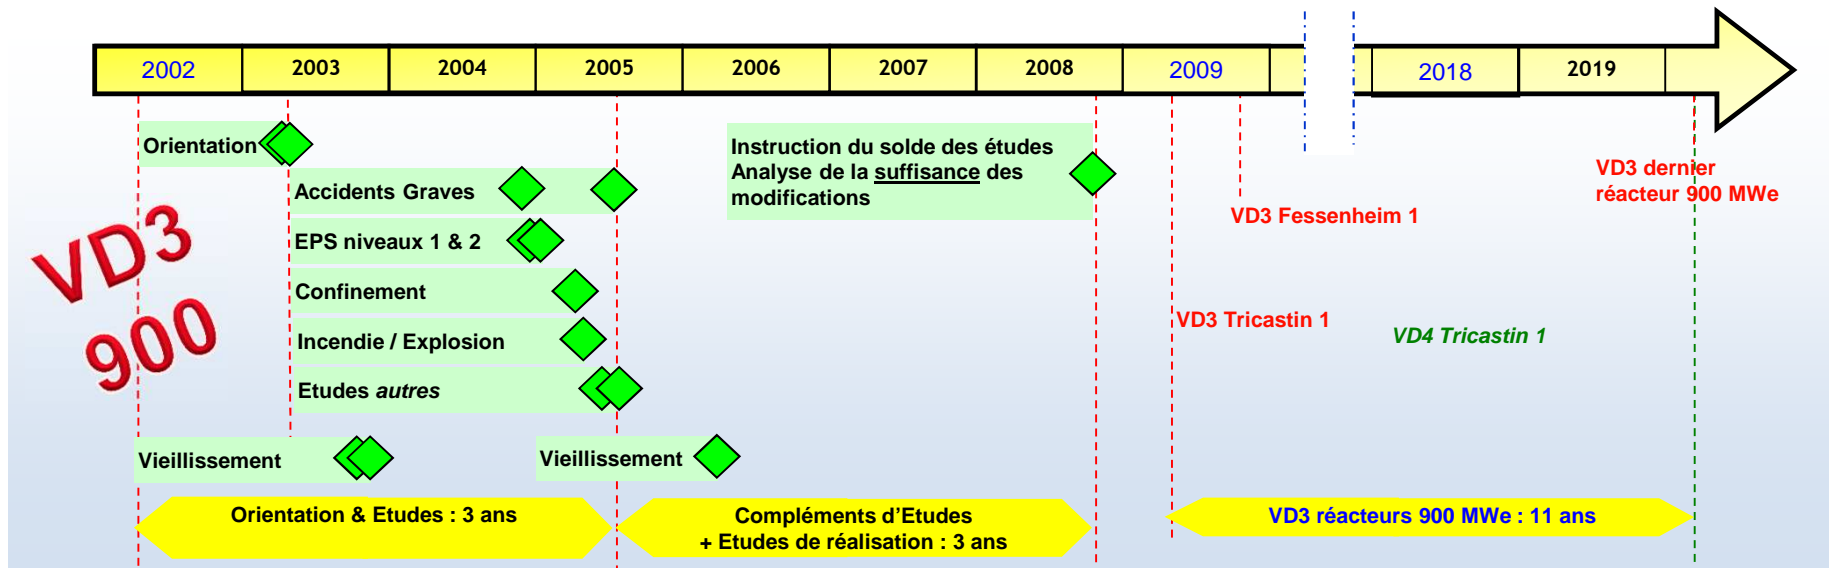 2002 2003 2004 2005 2006 2007 2008 2009 2018 2019
Orientation
Instruction du solde des études
Analyse de la suffisance des
modifications
VD3 dernier
réacteur 900 MWe
Accidents Graves
VD3 Fessenheim 1
VD3
900
EPS niveaux 1 & 2
Confinement
VD3 Tricastin 1
Incendie / Explosion
VD4 Tricastin 1
Etudes autres
Vieillissement
Vieillissement
Orientation & Etudes : 3 ans
Compléments d’Etudes
+ Etudes de réalisation : 3 ans
VD3 réacteurs 900 MWe : 11 ans